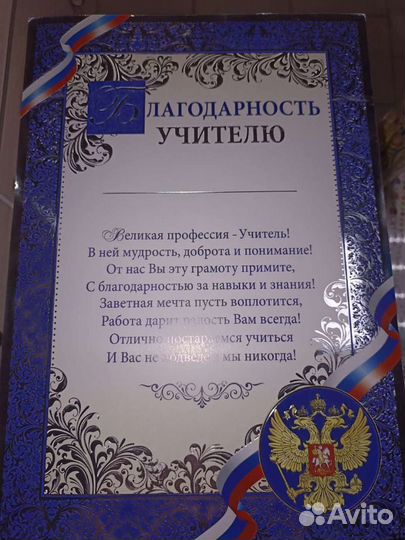 БЛАГОДАРНОСТЬ
УЧИТЕЛЮ
Великая профессия - Учитель!
В ней мудрость, доброта и понимание!
От нас Вы эту грамоту примите,
С благодарностью за навыки и знания!
Заветная мечта пусть воплотится,
Работа дарит радость Вам всегда!
Отлично постараемся учиться
И Вас не подведем мы никогда!
Avito